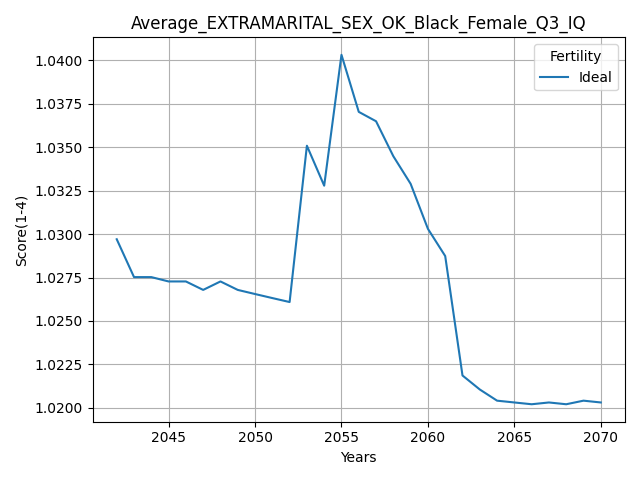 Average_EXTRAMARITAL_SEX_OK_Black_Female_Q3_IQ
Fertility
Ideal
1.0400
1.0375
1.0350
1.0325
1.0300
1.0275
1.0250
1.0225
1.0200
Score(1-4)
2045 2050 2055 2060 2065 2070
Years